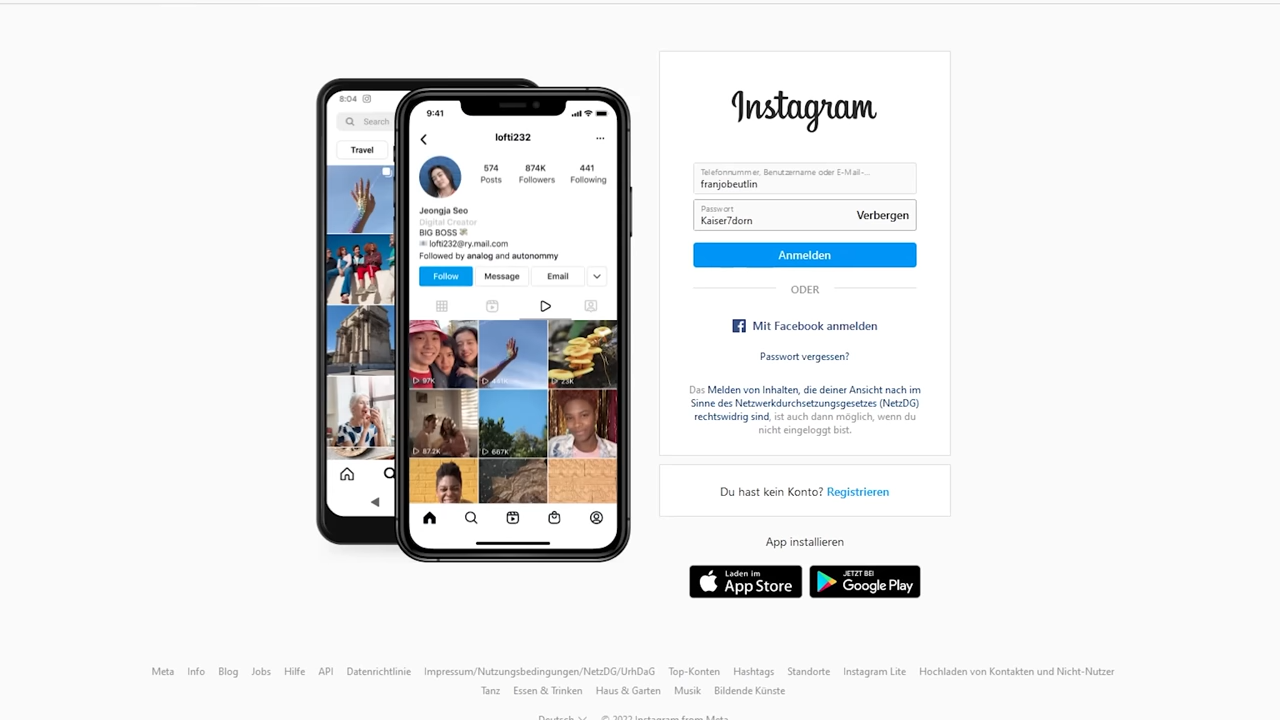 8:04
Search
Travel
9:41
lofti232
574
874K
441
Posts
Followers
Following
Jeongja Seo
Digital Creator
BIG BOSS
lofti232@ry.mail.com
Followed by analog and autonommy
Follow
Message
Email
97K
23K
87.2K
667K
Instagram
Telefonnummer, Benutzername oder E-Mail-...
franjobeutlin
Passwort
Kaiser7dorn
Verbergen
Anmelden
ODER
Mit Facebook anmelden
Passwort vergessen?
Das Melden von Inhalten, die deiner Ansicht nach im
Sinne des Netzwerkdurchsetzungsgesetzes (NetzDG)
rechtswidrig sind, ist auch dann möglich, wenn du
nicht eingeloggt bist.
Du hast kein Konto? Registrieren
App installieren
Laden im
App Store
JETZT BEI
Google Play
Meta Info Blog Jobs Hilfe API Datenrichtlinie Impressum/Nutzungsbedingungen/NetzDG/UrhDaG Top-Konten Hashtags Standorte Instagram Lite Hochladen von Kontakten und Nicht-Nutzer
Tanz Essen & Trinken Haus & Garten Musik Bildende Künste
Deutsch © 2022 Instagram from Meta